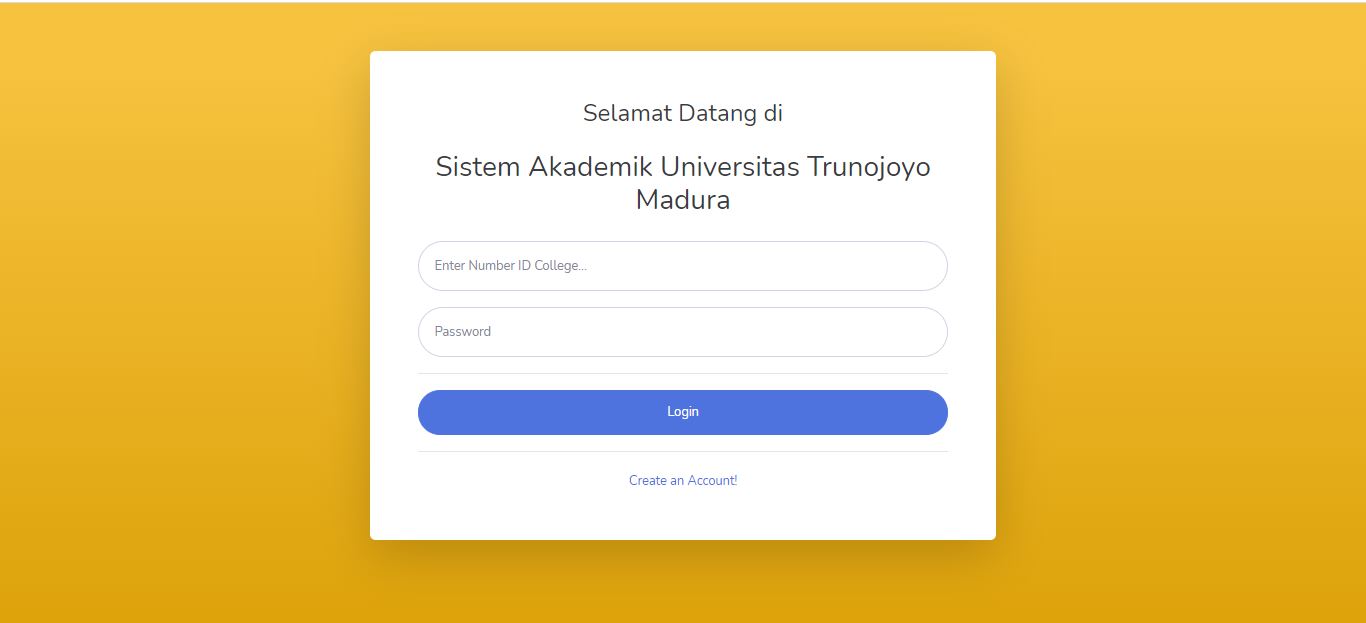 Selamat Datang di
Sistem Akademik Universitas Trunojoyo
Madura
Enter Number ID College...
Password
Login
Create an Account!